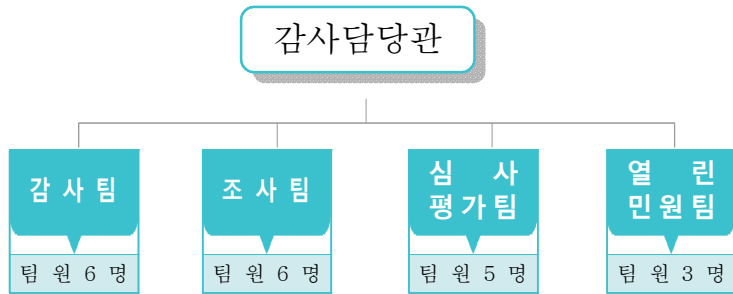 감사담당관
감사팀
조사팀
심 사
평가팀
열 린
민원팀
팀 원 6 명
팀 원 6 명
팀 원 5 명
팀 원 3 명